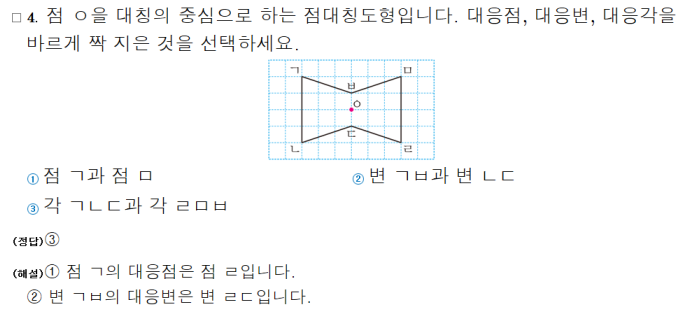 □ 4. 점 ㅇ을 대칭의 중심으로 하는 점대칭도형입니다. 대응점, 대응변, 대응각을
바르게 짝 지은 것을 선택하세요.
ㄱ ㅁ
ㅂ
ㅇ
ㄷ
ㄴ ㄹ
① 점 ㄱ과 점 ㅁ ② 변 ㄱㅂ과 변 ㄴㄷ
③ 각 ㄱㄴㄷ과 각 ㄹㅁㅂ
(정답)③
(해설)① 점 ㄱ의 대응점은 점 ㄹ입니다.
② 변 ㄱㅂ의 대응변은 변 ㄹㄷ입니다.